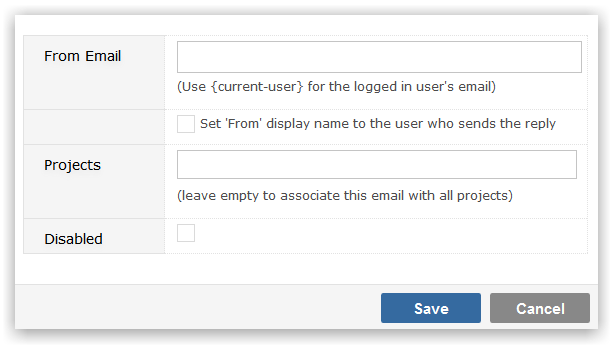 From Email
(Use {current-user} for the logged in user's email)
Set 'From' display name to the user who sends the reply
Projects
(leave empty to associate this email with all projects)
Disabled
Save Cancel